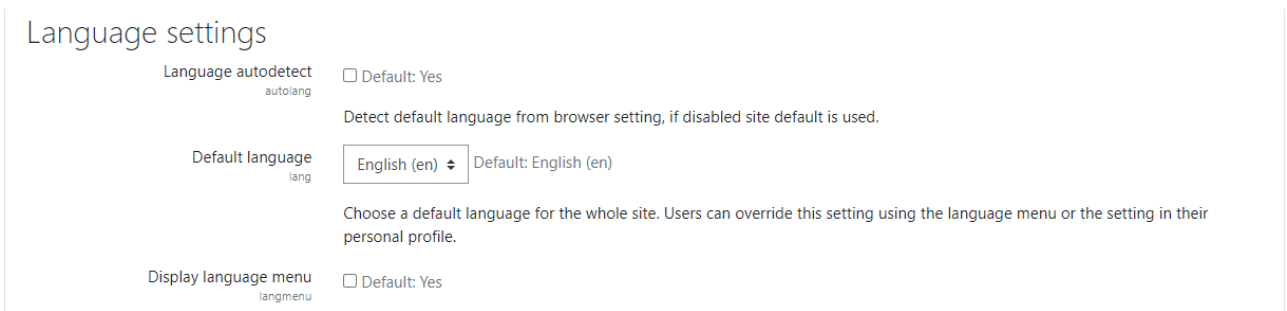 Language settings
Language autodetect
autolang
Default: Yes
Detect default language from browser setting, if disabled site default is used.
Default language
lang
English (en)
Default: English (en)
Choose a default language for the whole site. Users can override this setting using the language menu or the setting in their
personal profile.
Display language menu
langmenu
Default: Yes